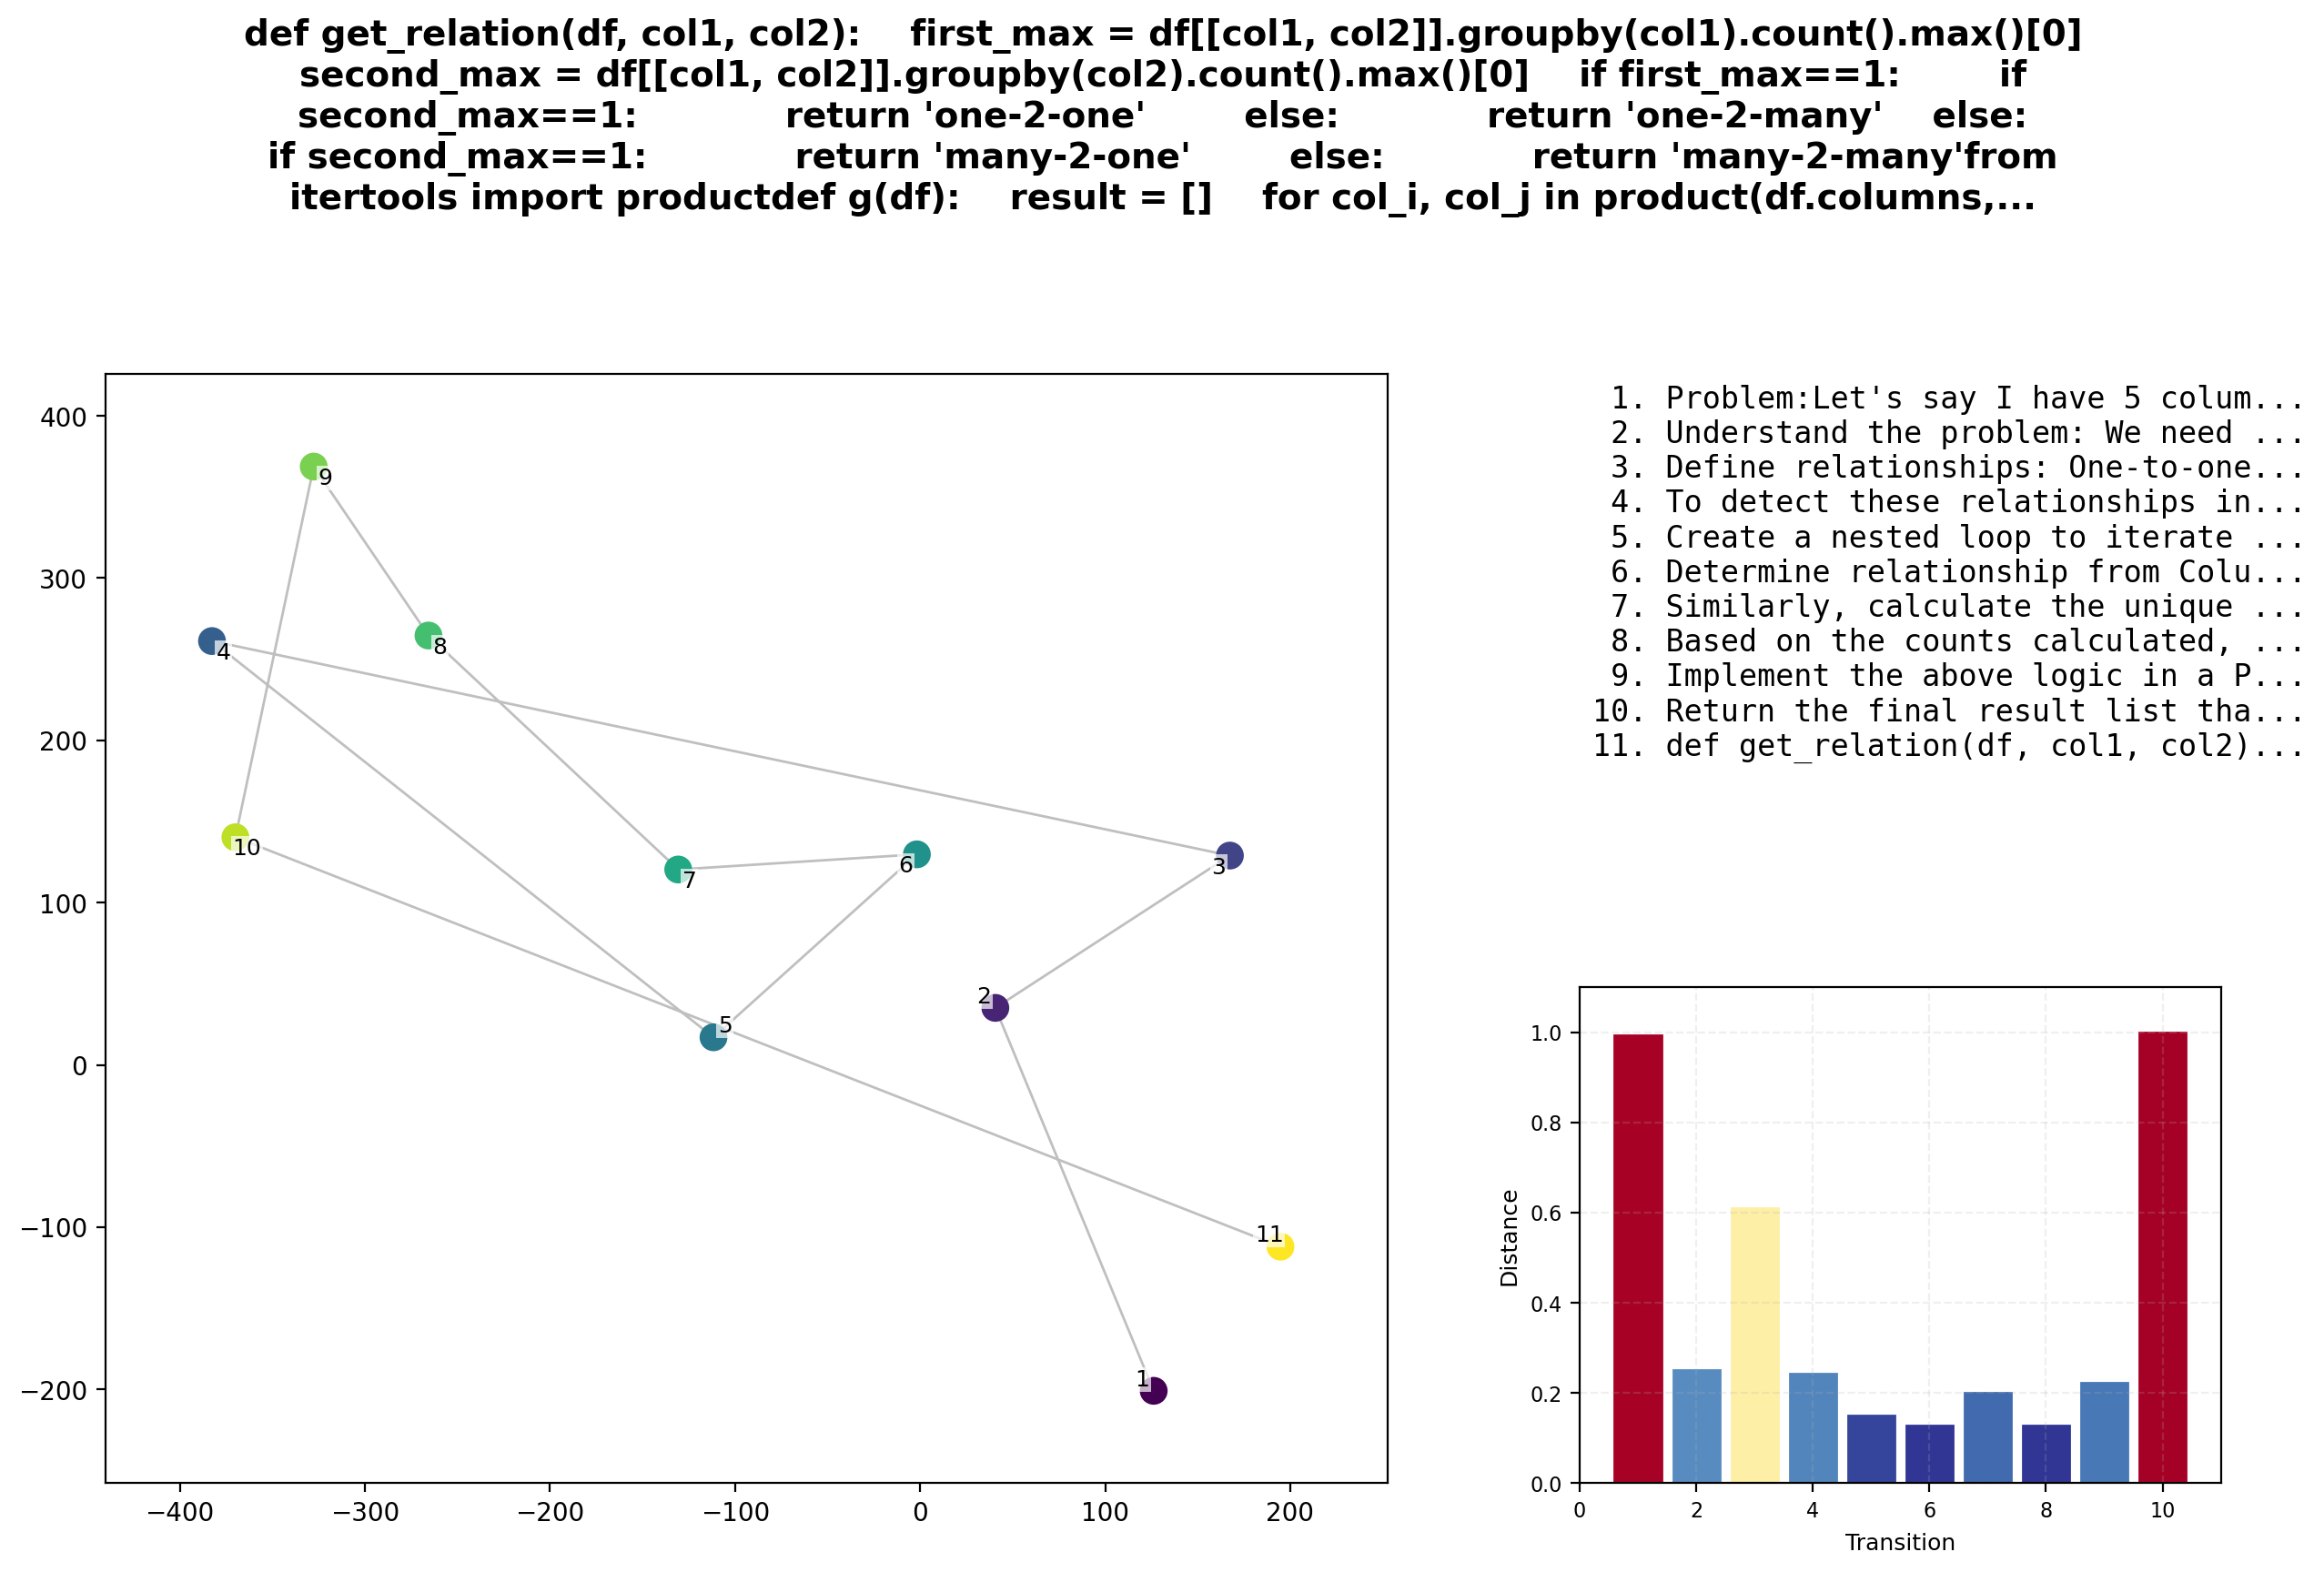 def get_relation(df, col1, col2):    first_max = df[[col1, col2]].groupby(col1).count().max()[0]
second_max = df[[col1, col2]].groupby(col2).count().max()[0]    if first_max==1:        if
second_max==1:            return 'one-2-one'        else:            return 'one-2-many'    else:
if second_max==1:            return 'many-2-one'        else:            return 'many-2-many'from
itertools import productdef g(df):    result = []    for col_i, col_j in product(df.columns,...
400
300
200
100
0
−100
−200
−400
−300
−200
−100
0
100
200
9
4
8
10
7
6
3
2
5
11
1
1. Problem:Let's say I have 5 colum...
2. Understand the problem: We need ...
3. Define relationships: One-to-one...
4. To detect these relationships in...
5. Create a nested loop to iterate ...
6. Determine relationship from Colu...
7. Similarly, calculate the unique ...
8. Based on the counts calculated, ...
9. Implement the above logic in a P...
10. Return the final result list tha...
11. def get_relation(df, col1, col2)...
Distance
1.0
0.8
0.6
0.4
0.2
0.0
0
2
4
6
8
10
Transition